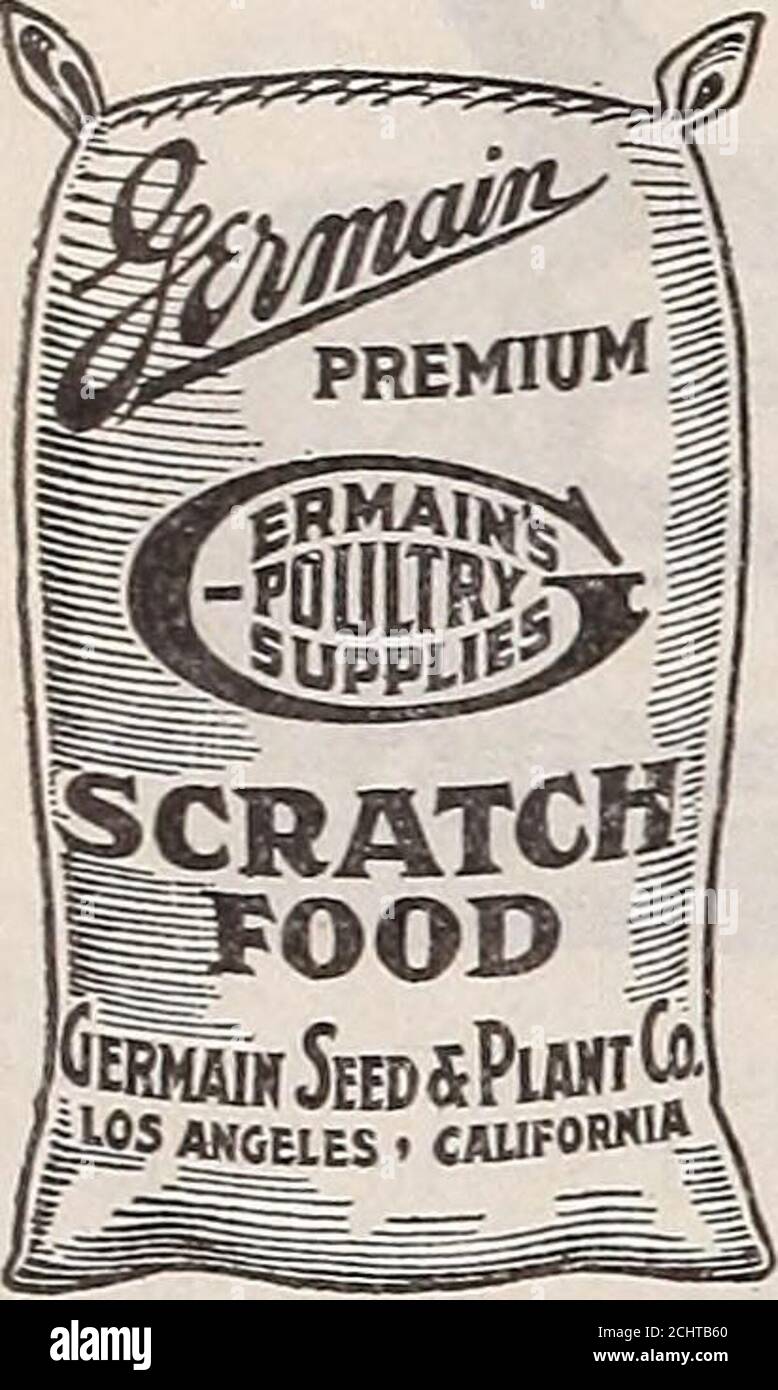 Germain
PREMIUM
GERMAIN'S
POULTRY
SUPPLIES
SCRATCH
FOOD
GERMAIN SEED & PLANT CO.
LOS ANGELES, CALIFORNIA
alamy
Image ID: 2CHTB60
www.alamy.com